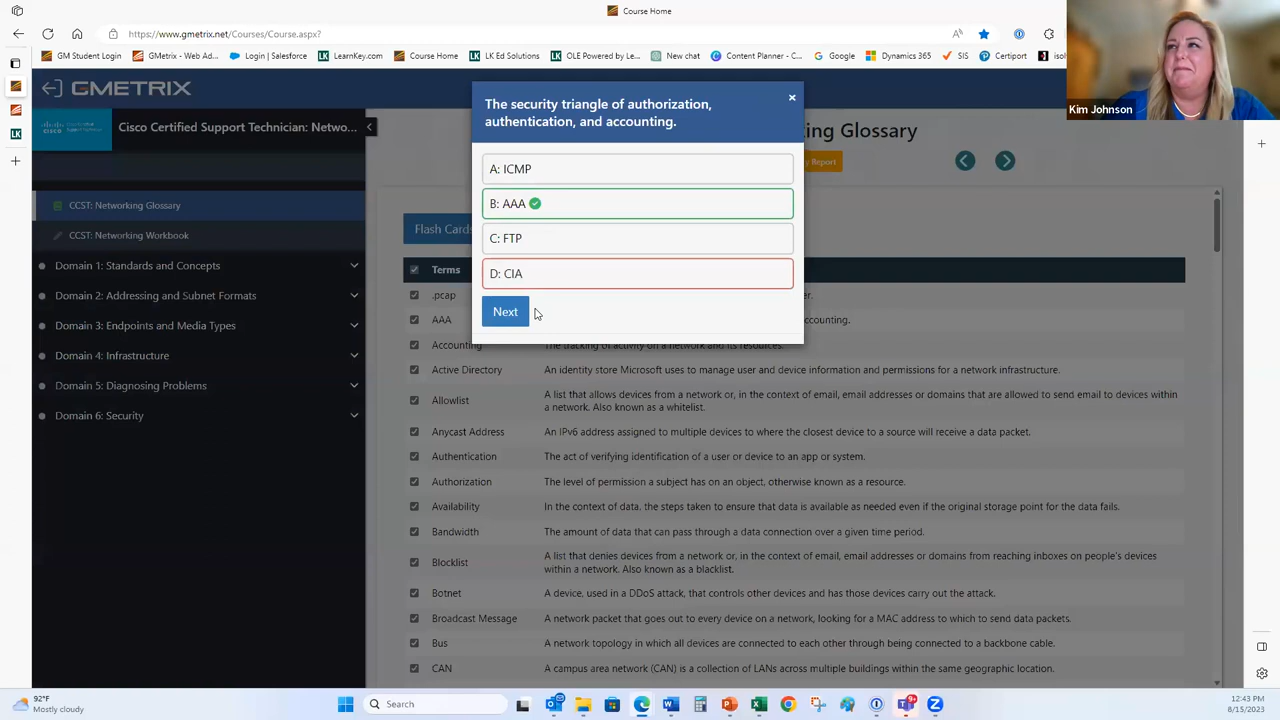 Course Home
https://www.gmetrix.net/Courses/Course.aspx?
GM Student Login
GMetrix - Web Ad...
Login | Salesforce
LearnKey.com
Course Home
LK Ed Solutions
OLE Powered by Le...
New chat
Content Planner - C...
Google
Dynamics 365
SIS
Certiport
Kim Johnson
GMETRIX
Cisco Certified Support Technician: Netwo...
CCST: Networking Glossary
CCST: Networking Workbook
Domain 1: Standards and Concepts
Domain 2: Addressing and Subnet Formats
Domain 3: Endpoints and Media Types
Domain 4: Infrastructure
Domain 5: Diagnosing Problems
Domain 6: Security
The security triangle of authorization,
authentication, and accounting.
×
A: ICMP
B: AAA
C: FTP
D: CIA
Next
Glossary
Report
Flash Cards
Terms
.pcap
AAA
accounting.
Accounting
The tracking of activity on a network and its resources.
Active Directory
An identity store Microsoft uses to manage user and device information and permissions for a network infrastructure.
Allowlist
A list that allows devices from a network or, in the context of email, email addresses or domains that are allowed to send email to devices within
a network. Also known as a whitelist.
Anycast Address
An IPv6 address assigned to multiple devices to where the closest device to a source will receive a data packet.
Authentication
The act of verifying identification of a user or device to an app or system.
Authorization
The level of permission a subject has on an object, otherwise known as a resource.
Availability
In the context of data, the steps taken to ensure that data is available as needed even if the original storage point for the data fails.
Bandwidth
The amount of data that can pass through a data connection over a given time period.
Blocklist
A list that denies devices from a network or, in the context of email, email addresses or domains from reaching inboxes on people's devices
within a network. Also known as a blacklist.
Botnet
A device, used in a DDoS attack, that controls other devices and has those devices carry out the attack.
Broadcast Message
A network packet that goes out to every device on a network, looking for a MAC address to which to send data packets.
Bus
A network topology in which all devices are connected to each other through being connected to a backbone cable.
CAN
A campus area network (CAN) is a collection of LANs across multiple buildings within the same geographic location.
92°F
Mostly cloudy
Search
12:43 PM
8/15/2023